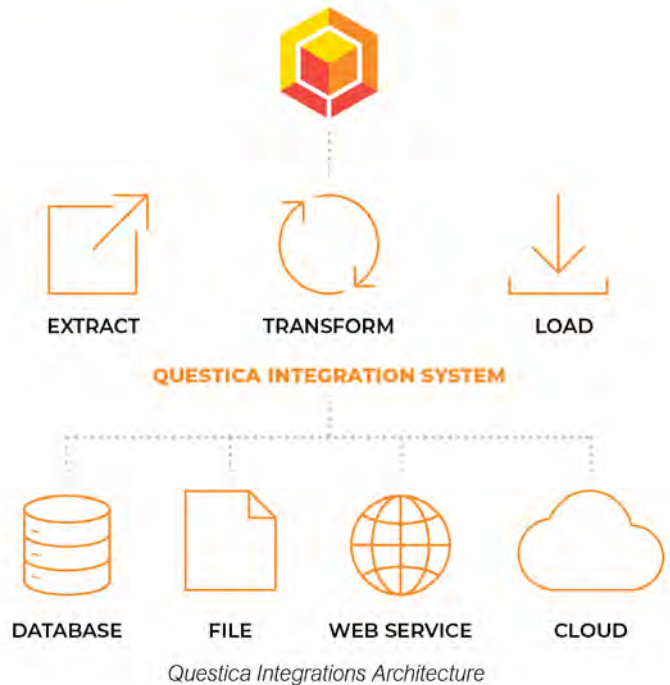 EXTRACT TRANSFORM LOAD
QUESTICA INTEGRATION SYSTEM
DATABASE FILE WEB SERVICE CLOUD
Questica Integrations Architecture